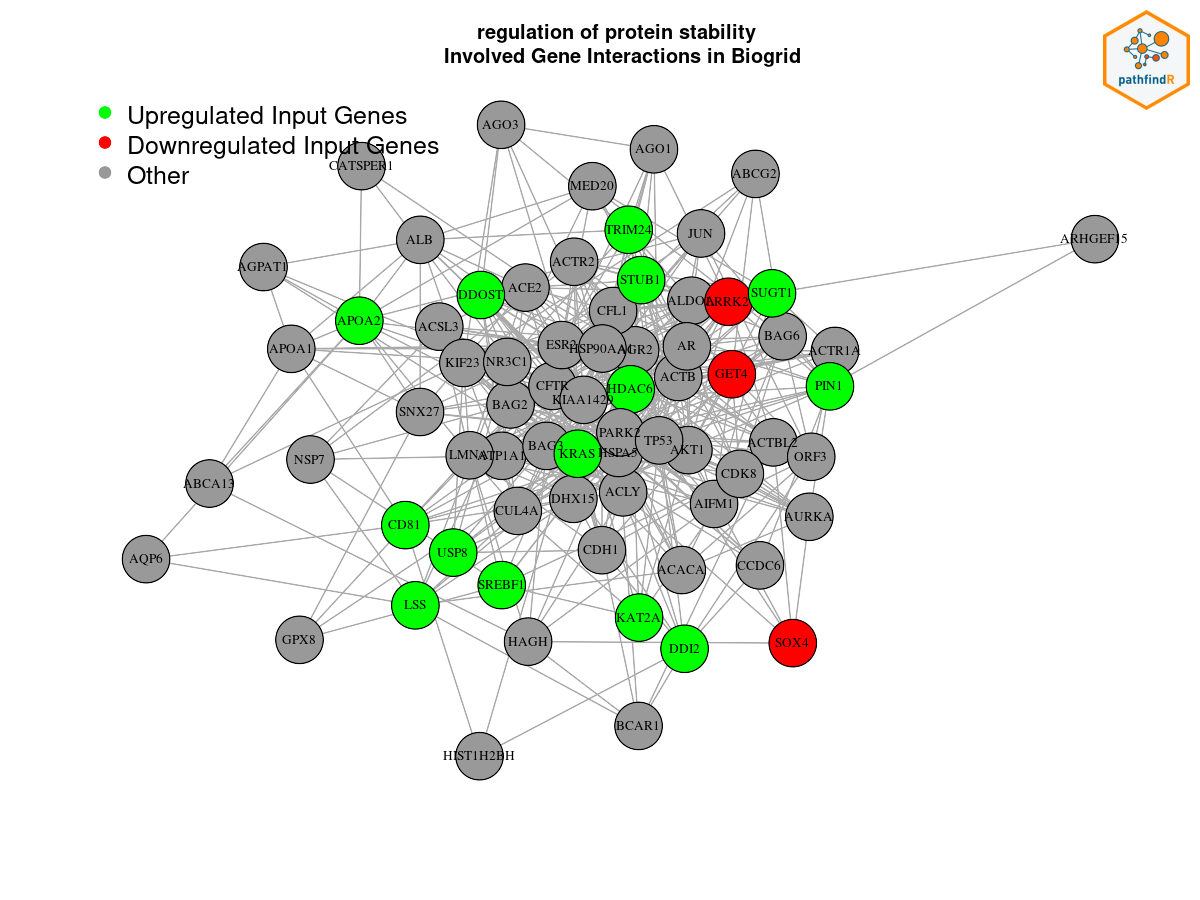 regulation of protein stability
Involved Gene Interactions in Biogrid
pathfindR
Upregulated Input Genes
Downregulated Input Genes
Other
AGO3
AGO1
CATSPER1
ABCG2
MED20
TRIM24
JUN
ALB
ARHGEF15
ACTR2
AGPAT1
STUB1
ACE2
DDOST
SUGT1
CFL1
APOA2
ACSL3
BAG6
ESR2
AR
APOA1
ACTR1A
KIF23
NR3C1
GET4
ACTB
CFTR
HDAC6
PIN1
KIAA1429
BAG2
SNX27
PARK2
TP53
ACTBL2
BAG3
AKT1
KRAS
HSPA5
LMNA
ATP1A1
ORF3
NSP7
CDK8
ABCA13
ACLY
DHX15
AIFM1
CUL4A
AURKA
CD81
CDH1
USP8
AQP6
CCDC6
ACACA
SREBF1
LSS
KAT2A
GPX8
HAGH
DDI2
SOX4
BCAR1
HIST1H2BH